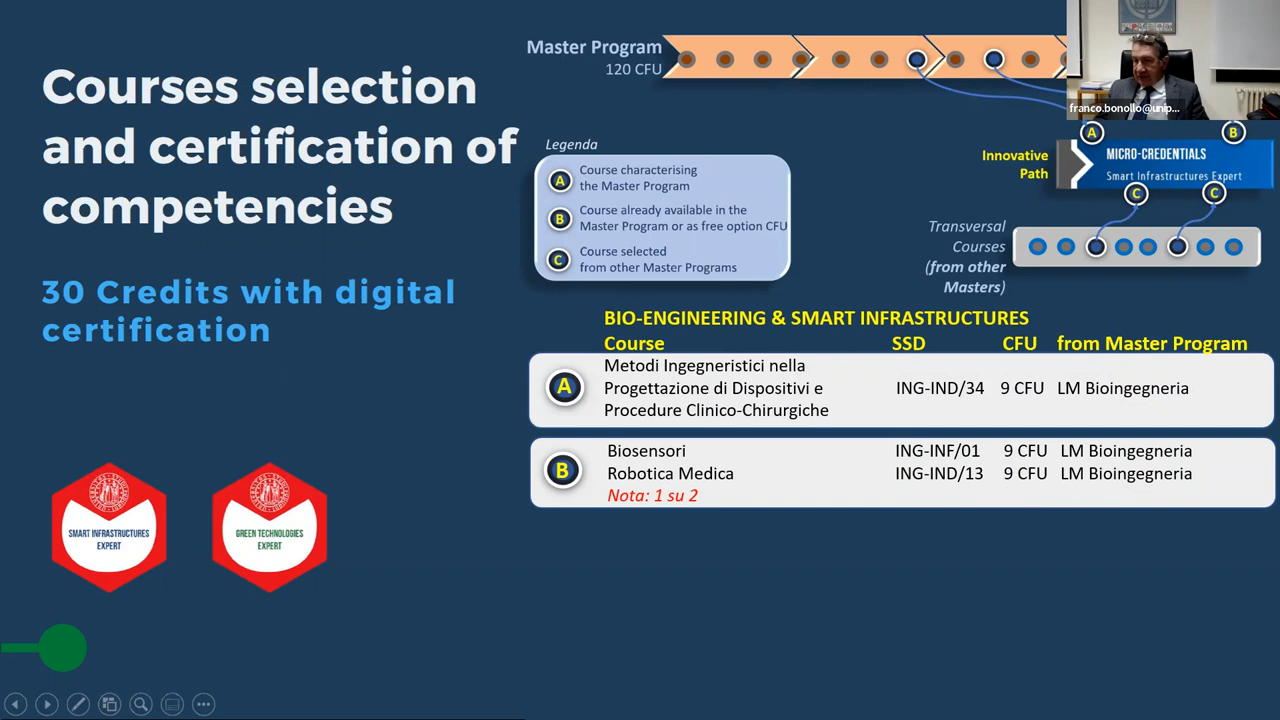 Courses selection
and certification of
competencies
30 Credits with digital
certification
SMART INFRASTRUCTURES
EXPERT
GREEN TECHNOLOGIES
EXPERT
Master Program
120 CFU
franco.bonollo@unip...
Legenda
A
Course characterising
the Master Program
B
Course already available in the
Master Program or as free option CFU
C
Course selected
from other Master Programs
A
B
Innovative
Path
MICRO-CREDENTIALS
Smart Infrastructures Expert
C
C
Transversal
Courses
(from other
Masters)
BIO-ENGINEERING & SMART INFRASTRUCTURES
Course SSD CFU from Master Program
A
Metodi Ingegneristici nella
Progettazione di Dispositivi e ING-IND/34 9 CFU LM Bioingegneria
Procedure Clinico-Chirurgiche
B
Biosensori ING-INF/01 9 CFU LM Bioingegneria
Robotica Medica ING-IND/13 9 CFU LM Bioingegneria
Nota: 1 su 2